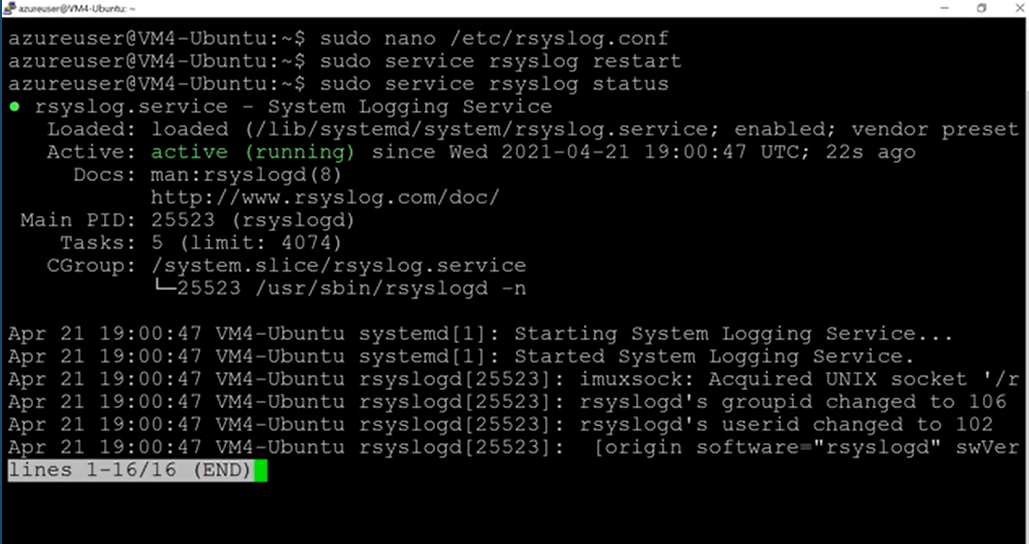 azureuser@VM4-Ubuntu: ~
azureuser@VM4-Ubuntu:~$ sudo nano /etc/rsyslog.conf
azureuser@VM4-Ubuntu:~$ sudo service rsyslog restart
azureuser@VM4-Ubuntu:~$ sudo service rsyslog status
● rsyslog.service - System Logging Service
   Loaded: loaded (/lib/systemd/system/rsyslog.service; enabled; vendor preset
   Active: active (running) since Wed 2021-04-21 19:00:47 UTC; 22s ago
     Docs: man:rsyslogd(8)
           http://www.rsyslog.com/doc/
 Main PID: 25523 (rsyslogd)
    Tasks: 5 (limit: 4074)
   CGroup: /system.slice/rsyslog.service
           └─25523 /usr/sbin/rsyslogd -n
Apr 21 19:00:47 VM4-Ubuntu systemd[1]: Starting System Logging Service...
Apr 21 19:00:47 VM4-Ubuntu systemd[1]: Started System Logging Service.
Apr 21 19:00:47 VM4-Ubuntu rsyslogd[25523]: imuxsock: Acquired UNIX socket '/r
Apr 21 19:00:47 VM4-Ubuntu rsyslogd[25523]: rsyslogd's groupid changed to 106
Apr 21 19:00:47 VM4-Ubuntu rsyslogd[25523]: rsyslogd's userid changed to 102
Apr 21 19:00:47 VM4-Ubuntu rsyslogd[25523]:  [origin software="rsyslogd" swVer
lines 1-16/16 (END)